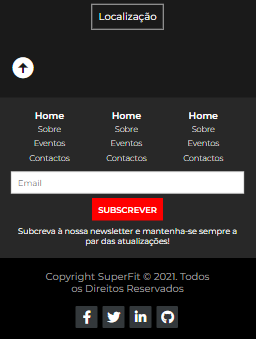 Localização
Home Home Home
Sobre Sobre Sobre
Eventos Eventos Eventos
Contactos Contactos Contactos
Email
SUBSCREVER
Subcreva à nossa newsletter e mantenha-se sempre a
par das atualizações!
Copyright SuperFit © 2021. Todos
os Direitos Reservados